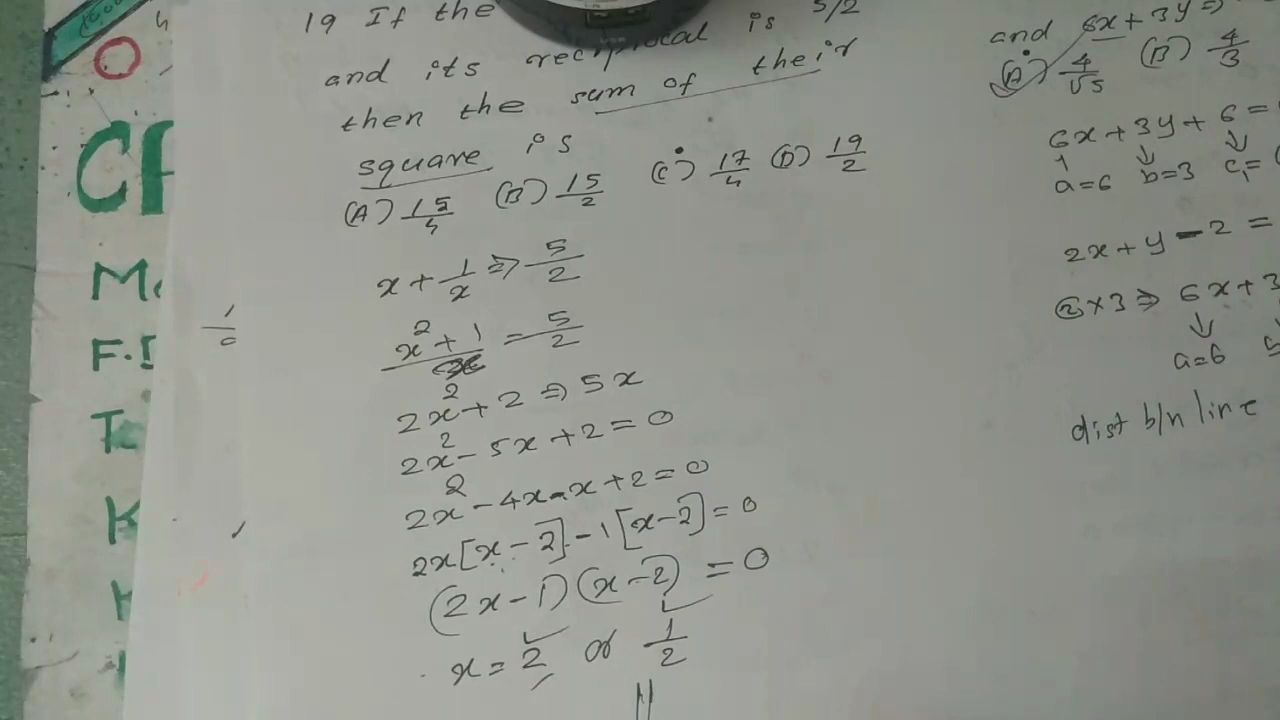 19 If the
5/2
and its reciprocal is
then the sum of their
square is
(A) 15/4 (B) 15/2 (C) 17/4 (D) 19/2
x + 1/x ⇒ 5/2
x² + 1 / x = 5/2
2x² + 2 ⇒ 5x
2x² - 5x + 2 = 0
2x² - 4x - x + 2 = 0
2x[x - 2] - 1[x - 2] = 0
(2x - 1)(x - 2) = 0
x = 2 or 1/2
and 6x + 3y ⇒
(A) 4/√5 (B) 4/3
6x + 3y + 6 =
a=6 b=3 c₁=
2x + y - 2 =
② × 3 ⇒ 6x + 3
a=6
dist b/n line